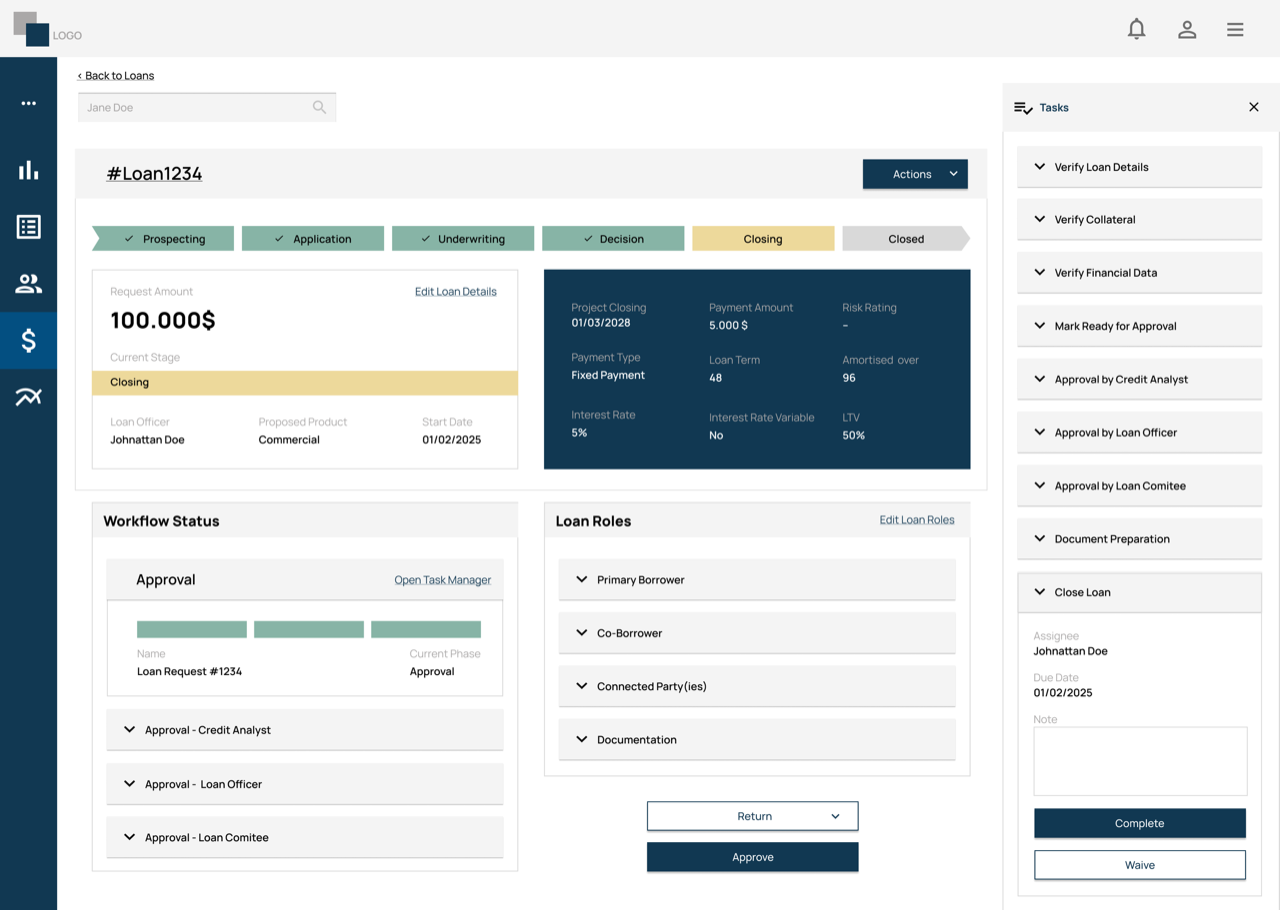 LOGO
‹ Back to Loans
Jane Doe
#Loan1234
Actions
Prospecting
Application
Underwriting
Decision
Closing
Closed
Request Amount
Edit Loan Details
100.000$
Current Stage
Closing
Loan Officer
Proposed Product
Start Date
Johnattan Doe
Commercial
01/02/2025
Project Closing
Payment Amount
Risk Rating
01/03/2028
5.000 $
–
Payment Type
Loan Term
Amortised over
Fixed Payment
48
96
Interest Rate
Interest Rate Variable
LTV
5%
No
50%
Workflow Status
Approval
Open Task Manager
Name
Current Phase
Loan Request #1234
Approval
Approval - Credit Analyst
Approval - Loan Officer
Approval - Loan Comitee
Loan Roles
Edit Loan Roles
Primary Borrower
Co-Borrower
Connected Party(ies)
Documentation
Return
Approve
Tasks
Verify Loan Details
Verify Collateral
Verify Financial Data
Mark Ready for Approval
Approval by Credit Analyst
Approval by Loan Officer
Approval by Loan Comitee
Document Preparation
Close Loan
Assignee
Johnattan Doe
Due Date
01/02/2025
Note
Complete
Waive